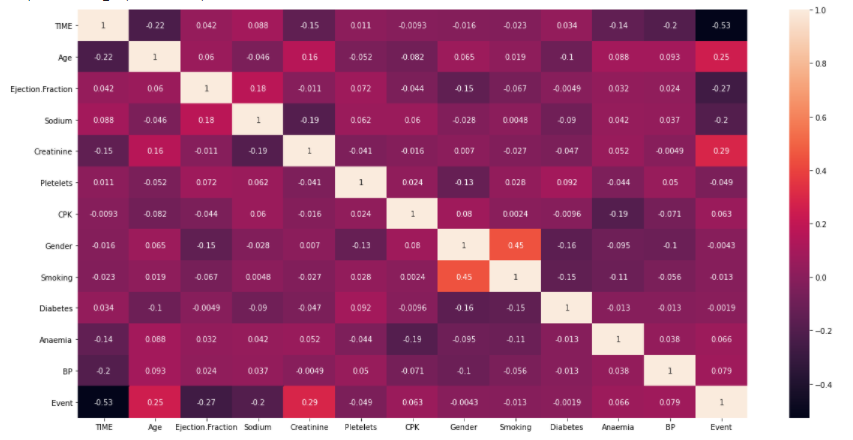 TIME 1 -0.22 0.042 0.088 -0.15 0.011 -0.0093 -0.016 -0.023 0.034 -0.14 -0.2 -0.53
Age -0.22 1 0.06 -0.046 0.16 -0.052 -0.082 0.065 0.019 -0.1 0.088 0.093 0.25
Ejection.Fraction 0.042 0.06 1 0.18 -0.011 0.072 -0.044 -0.15 -0.067 -0.0049 0.032 0.024 -0.27
Sodium 0.088 -0.046 0.18 1 -0.19 0.062 0.06 -0.028 0.0048 -0.09 0.042 0.037 -0.2
Creatinine -0.15 0.16 -0.011 -0.19 1 -0.041 -0.016 0.007 -0.027 -0.047 0.052 -0.0049 0.29
Pletelets 0.011 -0.052 0.072 0.062 -0.041 1 0.024 -0.13 0.028 0.092 -0.044 0.05 -0.049
CPK -0.0093 -0.082 -0.044 0.06 -0.016 0.024 1 0.08 0.0024 -0.0096 -0.19 -0.071 0.063
Gender -0.016 0.065 -0.15 -0.028 0.007 -0.13 0.08 1 0.45 -0.16 -0.095 -0.1 -0.0043
Smoking -0.023 0.019 -0.067 0.0048 -0.027 0.028 0.0024 0.45 1 -0.15 -0.11 -0.056 -0.013
Diabetes 0.034 -0.1 -0.0049 -0.09 -0.047 0.092 -0.0096 -0.16 -0.15 1 -0.013 -0.013 -0.0019
Anaemia -0.14 0.088 0.032 0.042 0.052 -0.044 -0.19 -0.095 -0.11 -0.013 1 0.038 0.066
BP -0.2 0.093 0.024 0.037 -0.0049 0.05 -0.071 -0.1 -0.056 -0.013 0.038 1 0.079
Event -0.53 0.25 -0.27 -0.2 0.29 -0.049 0.063 -0.0043 -0.013 -0.0019 0.066 0.079 1
TIME Age Ejection.Fraction Sodium Creatinine Pletelets CPK Gender Smoking Diabetes Anaemia BP Event
1.0
0.8
0.6
0.4
0.2
0.0
−0.2
−0.4